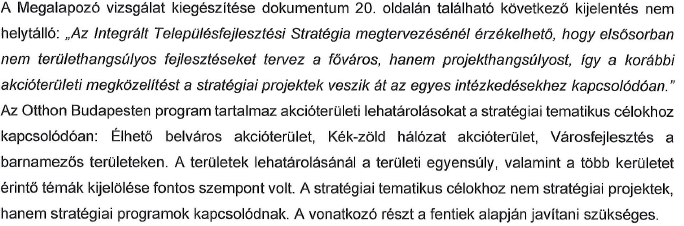 A Megalapozó vizsgálat kiegészítése dokumentum 20. oldalán található következő kijelentés nem
helytálló: „Az Integrált Településfejlesztési Stratégia megtervezésénél érzékelhető, hogy elsősorban
nem területhangsúlyos fejlesztéseket tervez a főváros, hanem projekthangsúlyost, így a korábbi
akcióterületi megközelítést a stratégiai projektek veszik át az egyes intézkedésekhez kapcsolódóan."
Az Otthon Budapesten program tartalmaz akcióterületi lehatárolásokat a stratégiai tematikus célokhoz
kapcsolódóan: Élhető belváros akcióterület, Kék-zöld hálózat akcióterület, Városfejlesztés a
barnamezős területeken. A területek lehatárolásánál a területi egyensúly, valamint a több kerületet
érintő témák kijelölése fontos szempont volt. A stratégiai tematikus célokhoz nem stratégiai projektek,
hanem stratégiai programok kapcsolódnak. A vonatkozó részt a fentiek alapján javítani szükséges.